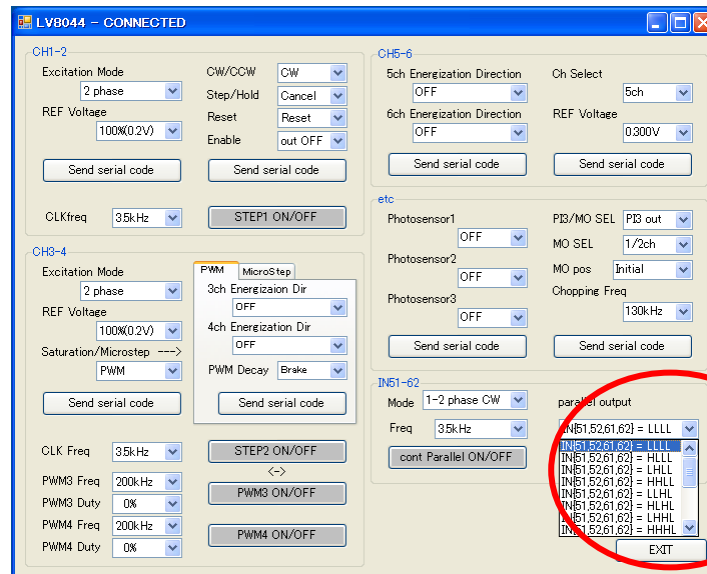 LV8044 - CONNECTED
CH1-2
Excitation Mode
2 phase
REF Voltage
100%(0.2V)
Send serial code
CW/CCW
CW
Step/Hold
Cancel
Reset
Reset
Enable
out OFF
Send serial code
CLKfreq
3.5kHz
STEP1 ON/OFF
CH3-4
Excitation Mode
2 phase
REF Voltage
100%(0.2V)
Saturation/Microstep --->
PWM
Send serial code
PWM
MicroStep
3ch Energizaion Dir
OFF
4ch Energization Dir
OFF
PWM Decay
Brake
Send serial code
CLK Freq
3.5kHz
STEP2 ON/OFF
<->
PWM3 Freq
200kHz
PWM3 ON/OFF
PWM3 Duty
0%
PWM4 Freq
200kHz
PWM4 ON/OFF
PWM4 Duty
0%
CH5-6
5ch Energization Direction
OFF
6ch Energization Direction
OFF
Send serial code
Ch Select
5ch
REF Voltage
0.300V
Send serial code
etc
Photosensor1
OFF
Photosensor2
OFF
Photosensor3
OFF
Send serial code
PI3/MO SEL
PI3 out
MO SEL
1/2ch
MO pos
Initial
Chopping Freq
130kHz
Send serial code
IN51-62
Mode
1-2 phase CW
Freq
3.5kHz
cont Parallel ON/OFF
parallel output
IN{51,52,61,62} = LLLL
IN{51,52,61,62} = LLLL
IN{51,52,61,62} = HLLL
IN{51,52,61,62} = LHLL
IN{51,52,61,62} = HHLL
IN{51,52,61,62} = LLHL
IN{51,52,61,62} = HLHL
IN{51,52,61,62} = LHHL
IN{51,52,61,62} = HHHL
EXIT